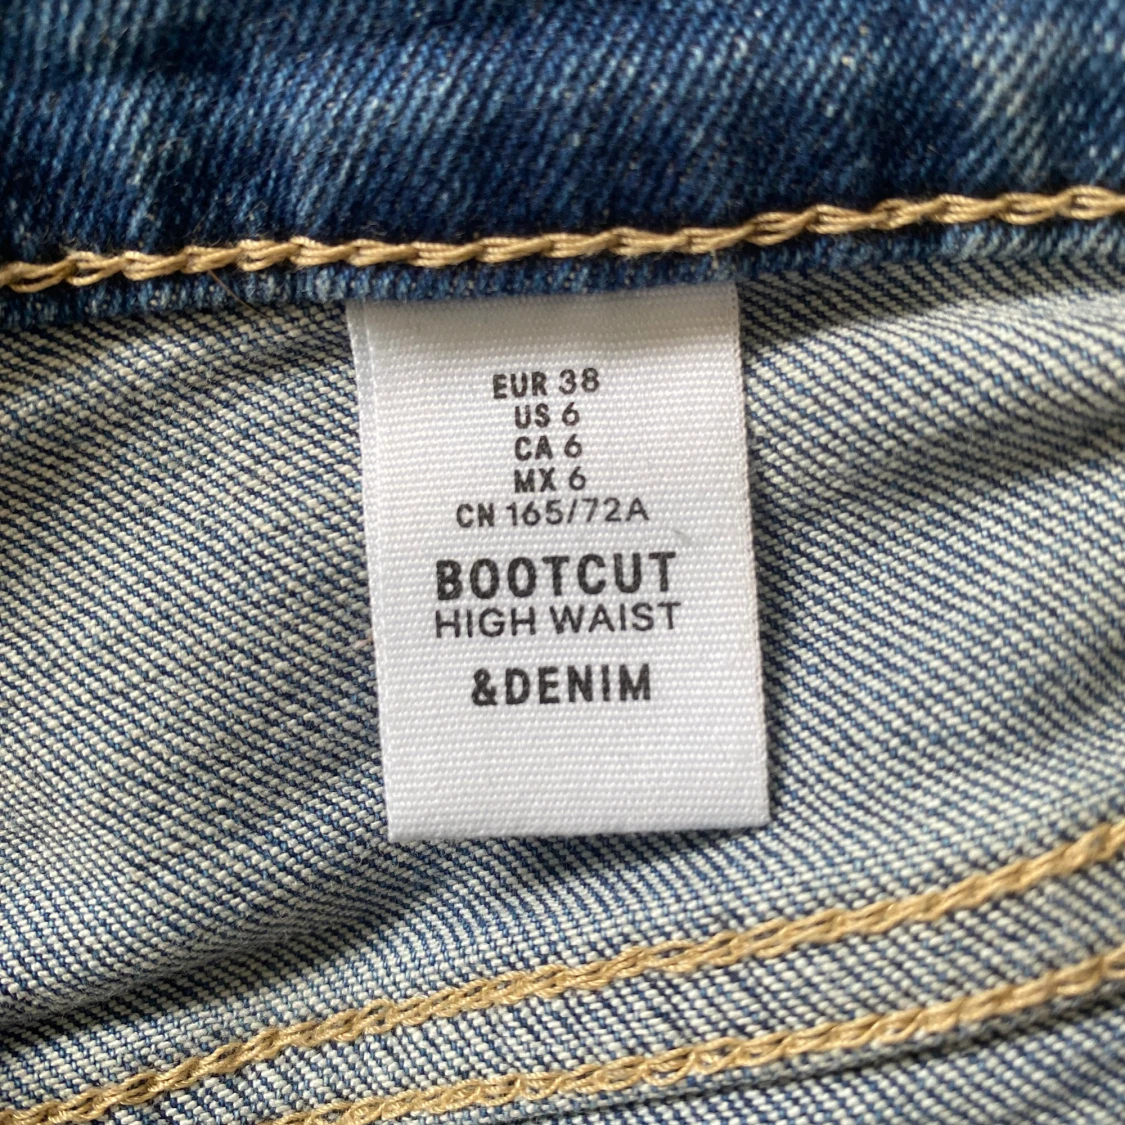 EUR 38
US 6
CA 6
MX 6
CN 165/72A
BOOTCUT
HIGH WAIST
&DENIM